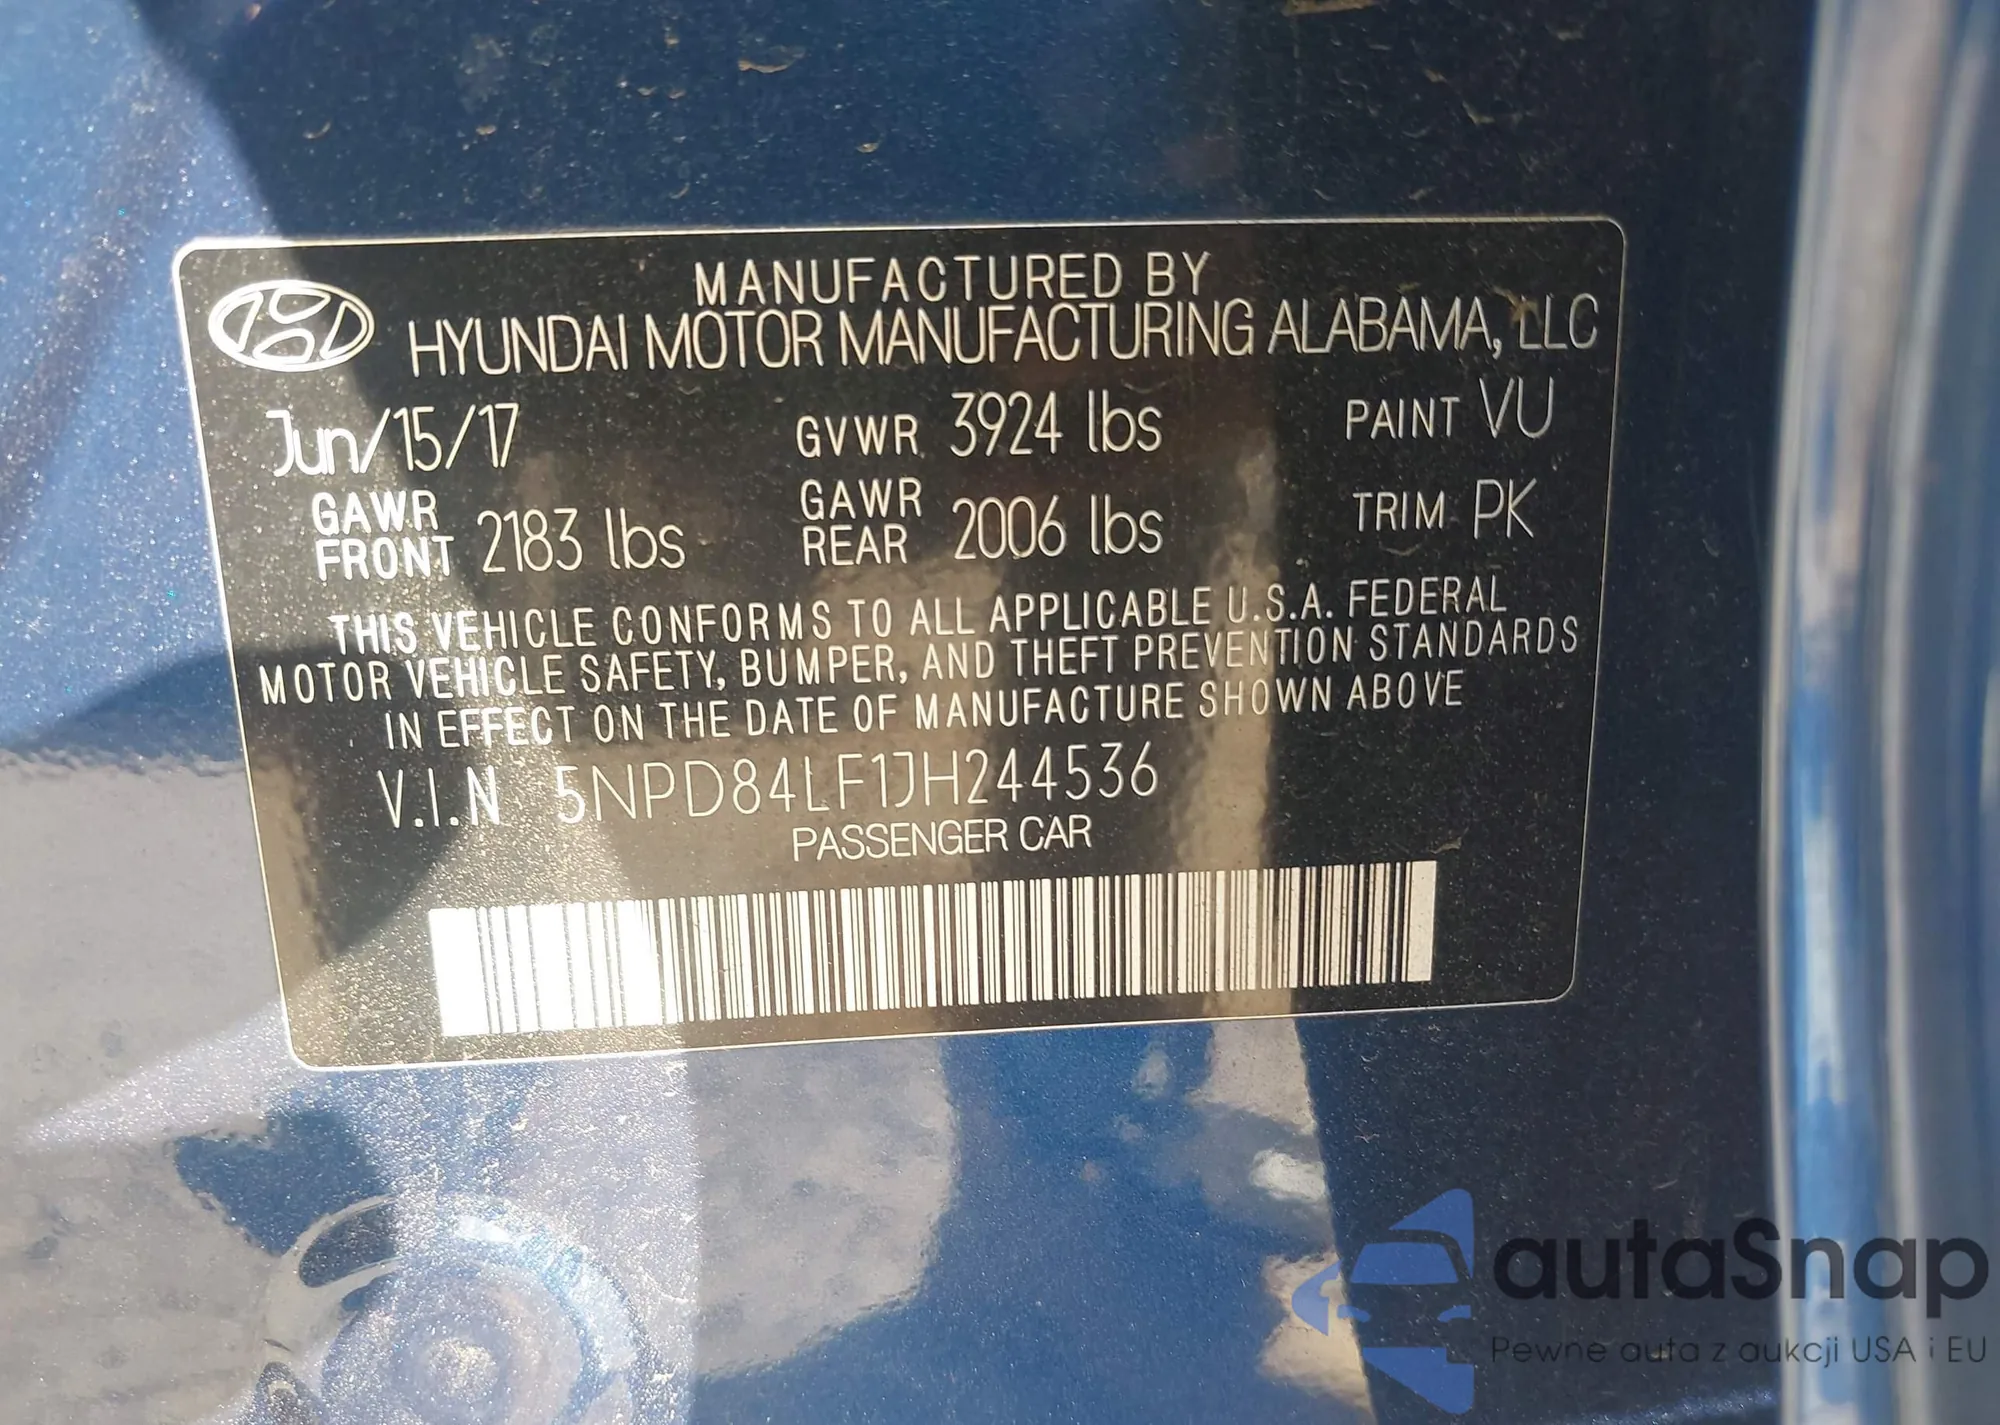 MANUFACTURED BY
HYUNDAI MOTOR MANUFACTURING ALABAMA, LLC
Jun/15/17 GVWR 3924 lbs PAINT VU
GAWR FRONT 2183 lbs GAWR REAR 2006 lbs TRIM PK
THIS VEHICLE CONFORMS TO ALL APPLICABLE U.S.A. FEDERAL
MOTOR VEHICLE SAFETY, BUMPER, AND THEFT PREVENTION STANDARDS
IN EFFECT ON THE DATE OF MANUFACTURE SHOWN ABOVE
V.I.N 5NPD84LF1JH244536
PASSENGER CAR
autaSnap
Pewne auta z aukcji USA i EU